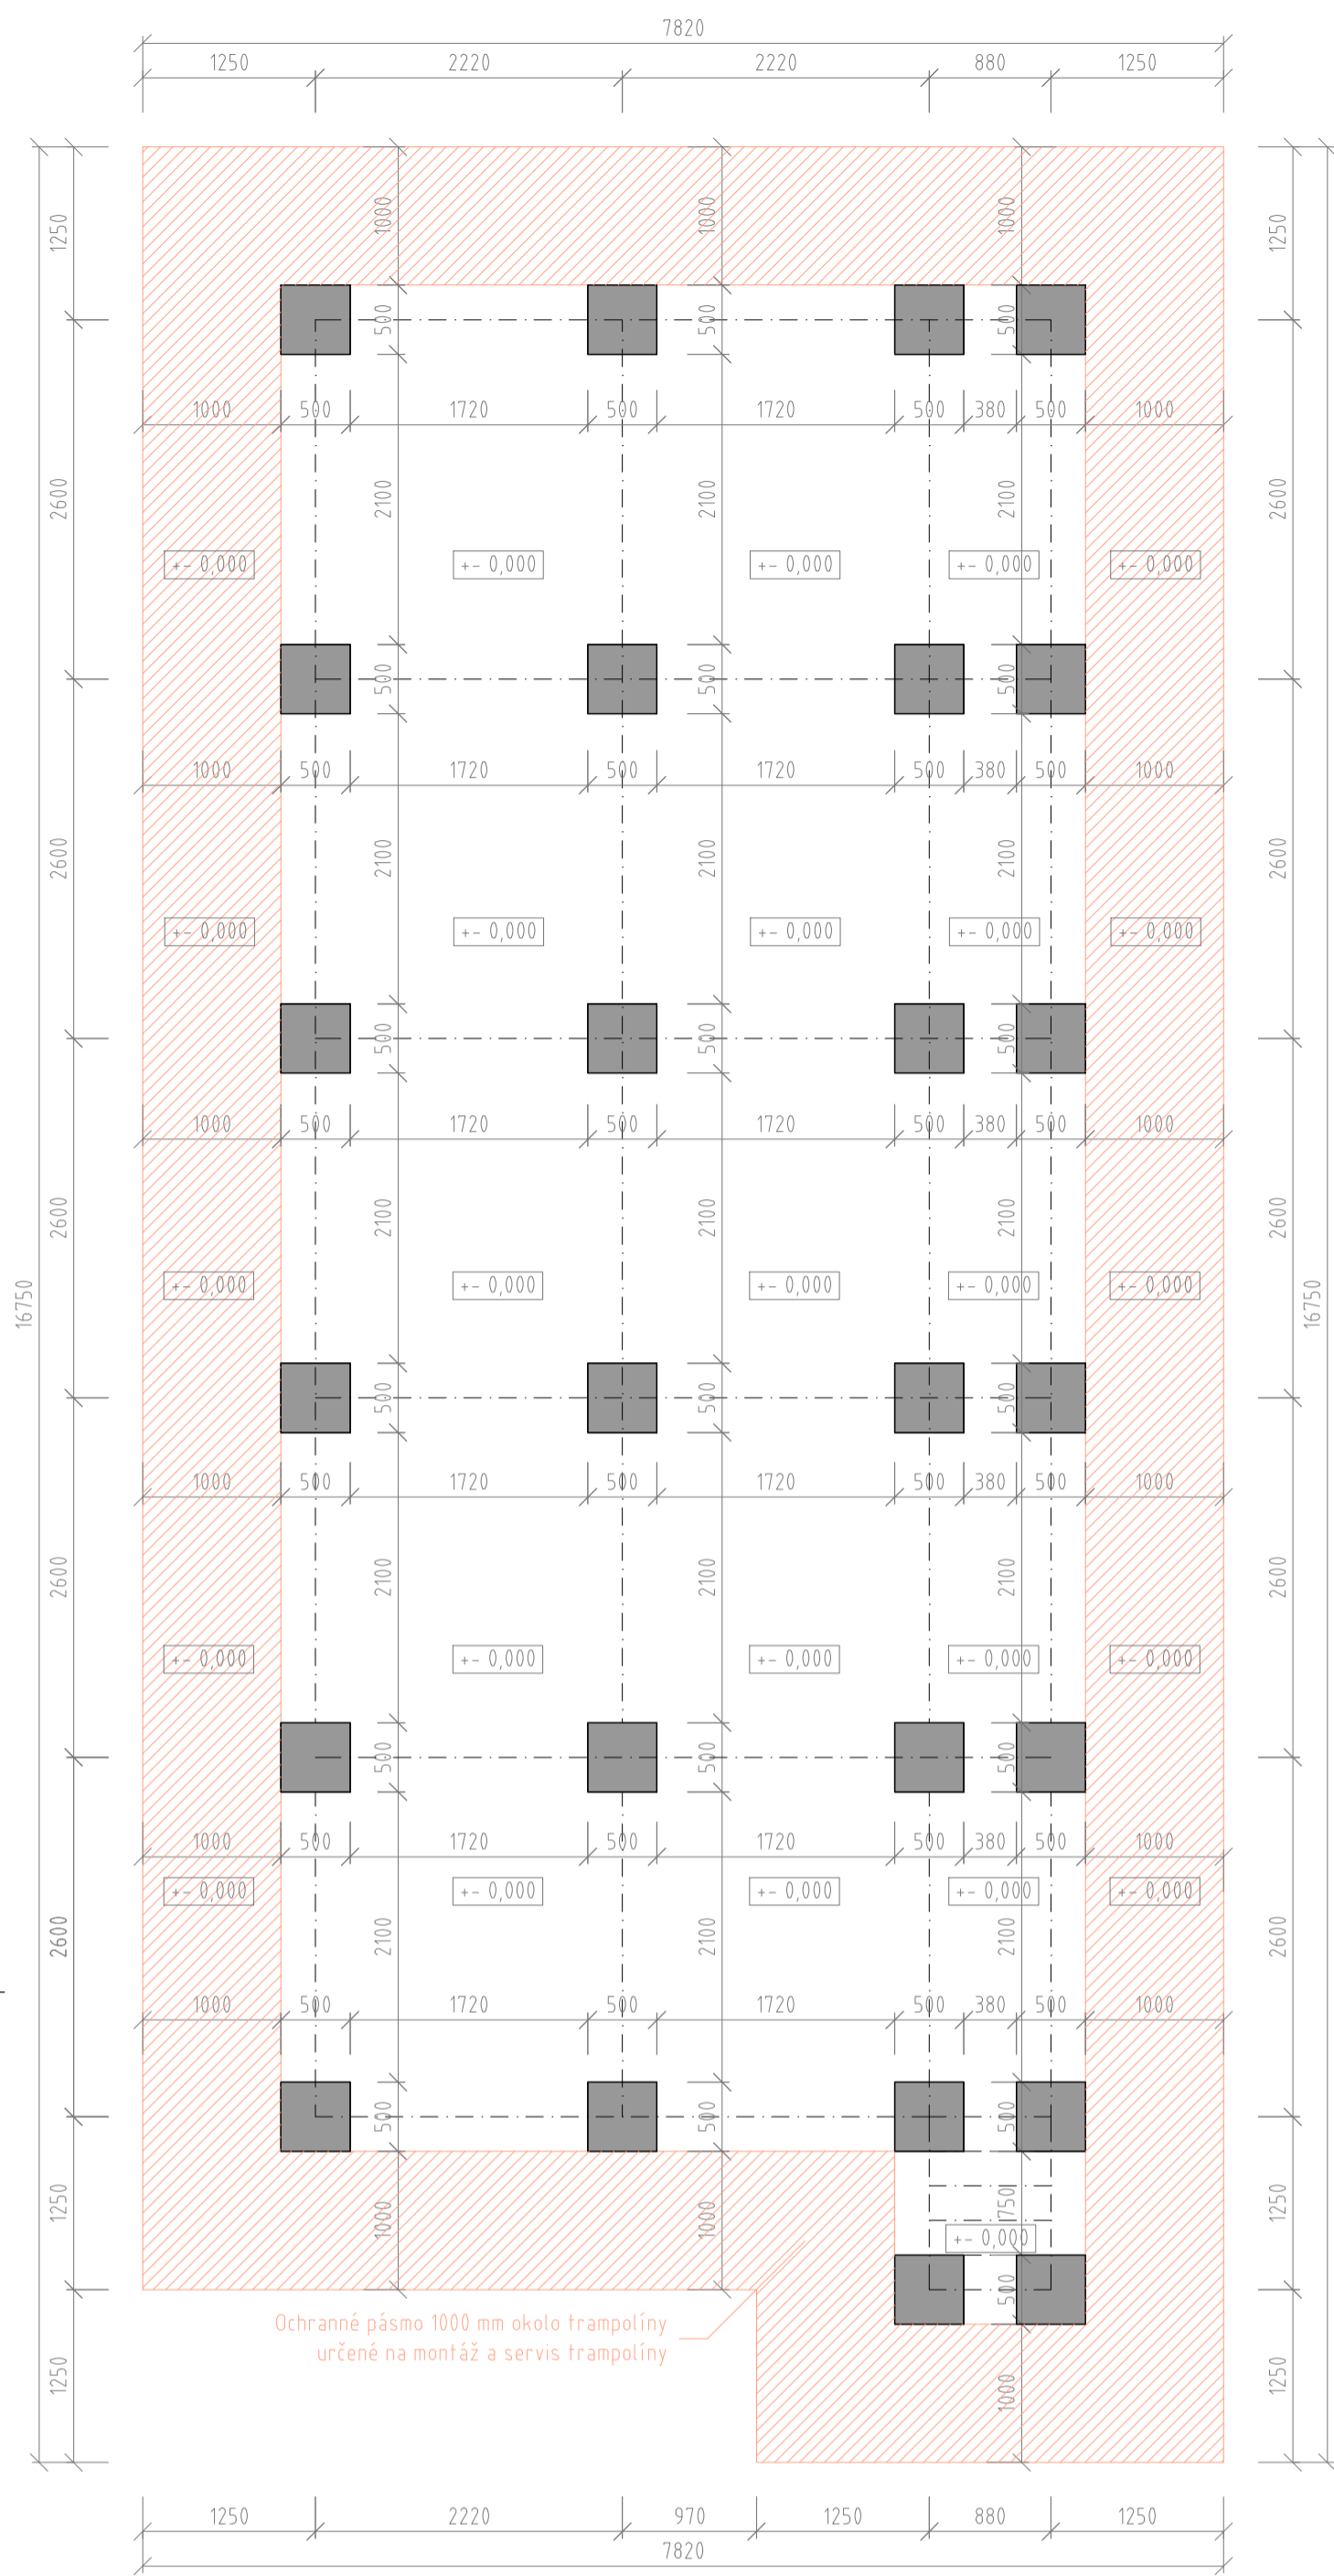 7820
1250 2220 2220 880 1250
1250 1000 1000 1000 1250
500 500 500 500
1000 500 1720 500 1720 500 380 500 1000
2600 2100 2100 2100 2600
+- 0,000 +- 0,000 +- 0,000 +- 0,000 +- 0,000
500 500 500
1000 500 1720 500 1720 500 380 500 1000
2600 2100 2100 2100 2600
+- 0,000 +- 0,000 +- 0,000 +- 0,000 +- 0,000
500 500 500
1000 500 1720 500 1720 500 380 500 1000
2600 2100 2100 2100 2600
+- 0,000 +- 0,000 +- 0,000 +- 0,000 +- 0,000
16750 16750
500 500 500
1000 500 1720 500 1720 500 380 500 1000
2600 2100 2100 2100 2600
+- 0,000 +- 0,000 +- 0,000 +- 0,000 +- 0,000
500 500 500
1000 500 1720 500 1720 500 380 500 1000
+- 0,000 +- 0,000 +- 0,000 +- 0,000 +- 0,000
2600 2100 2100 2100 2600
1000 500 1720 500 1720 500 380 500 1000
500 500 500
1250 1000 1000 750 1250
+- 0,000
500
Ochranné pásmo 1000 mm okolo trampolíny
určené na montáž a servis trampolíny
1250 1000 1250
1250 2220 970 1250 880 1250
7820